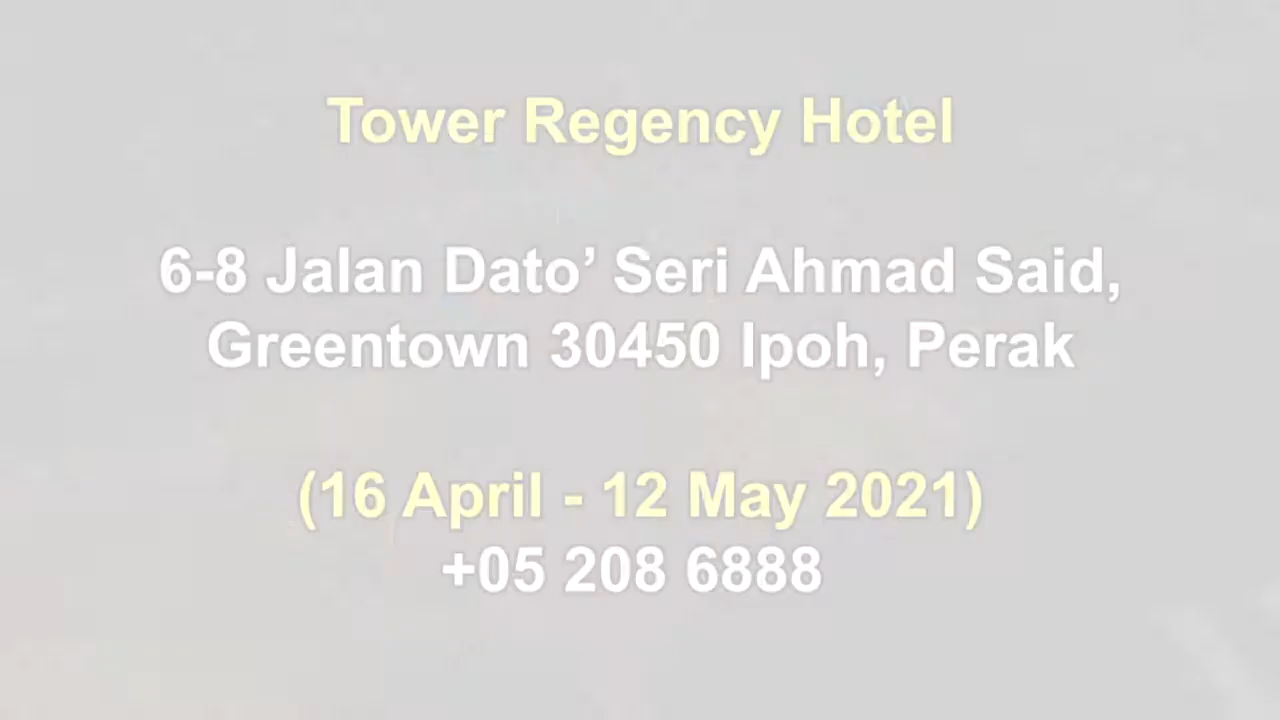 Tower Regency Hotel
6-8 Jalan Dato’ Seri Ahmad Said,
Greentown 30450 Ipoh, Perak
(16 April - 12 May 2021)
+05 208 6888